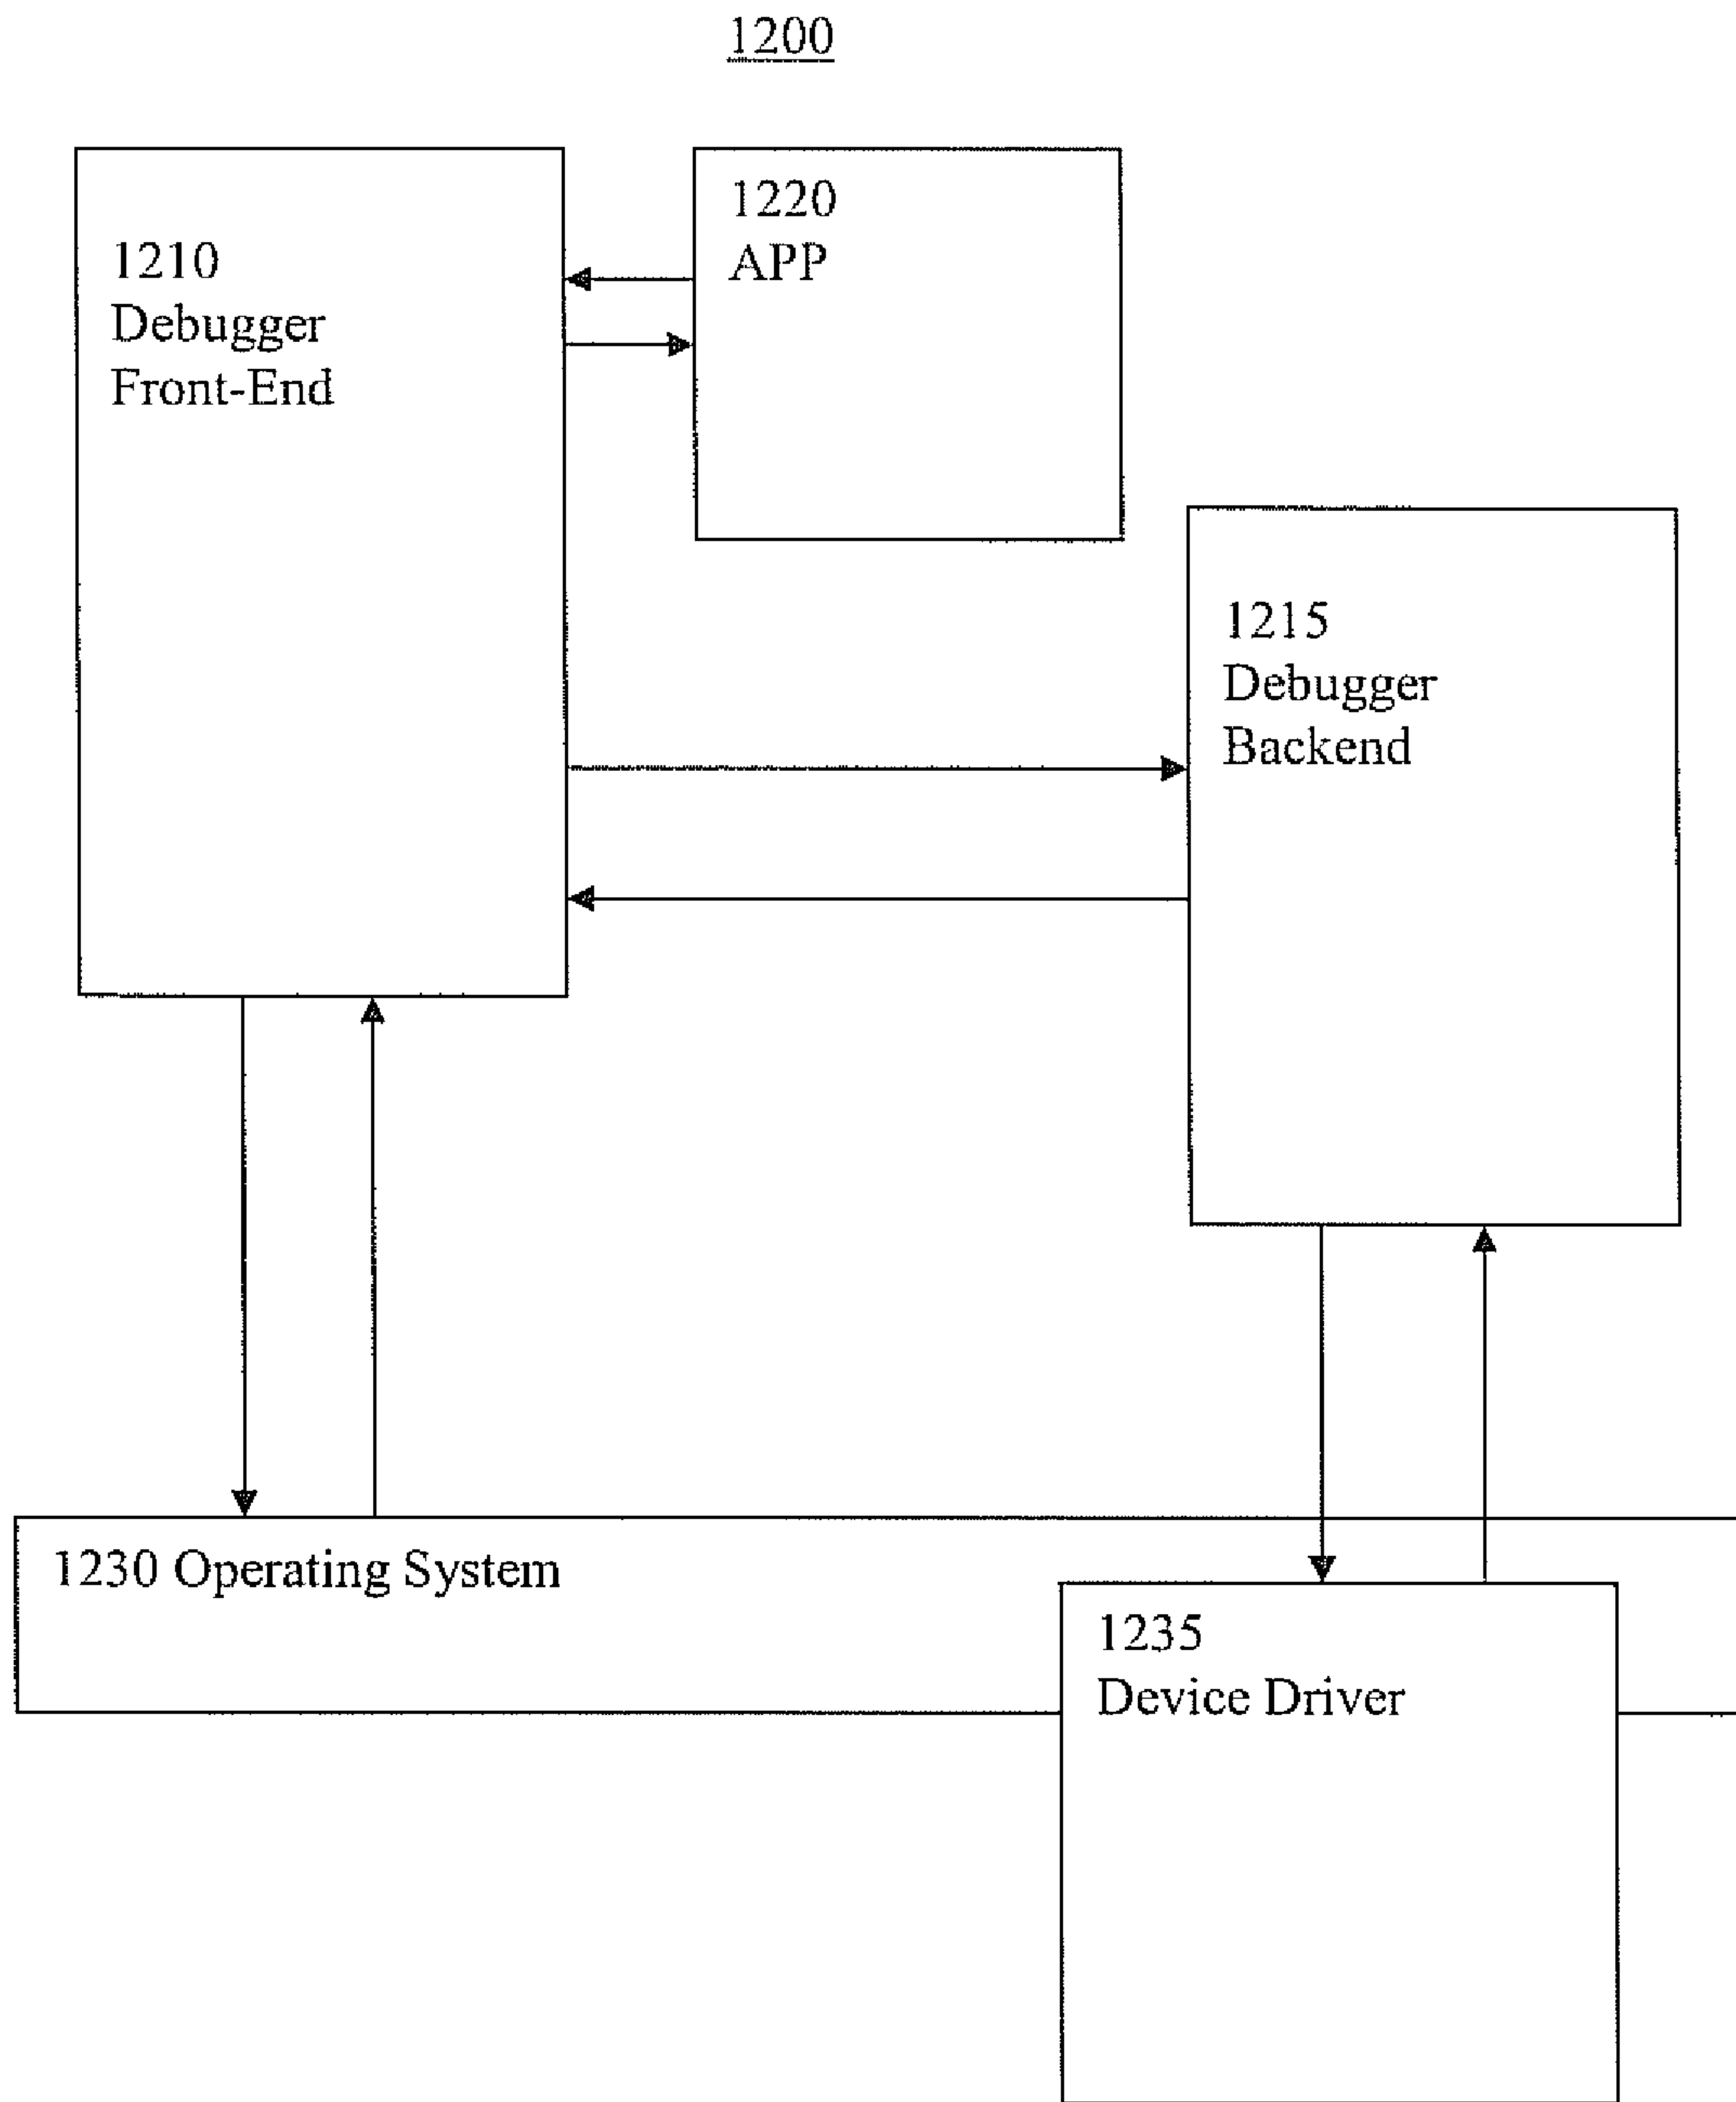 1200
1210
Debugger
Front-End
1220
APP
1215
Debugger
Backend
1230 Operating System
1235
Device Driver